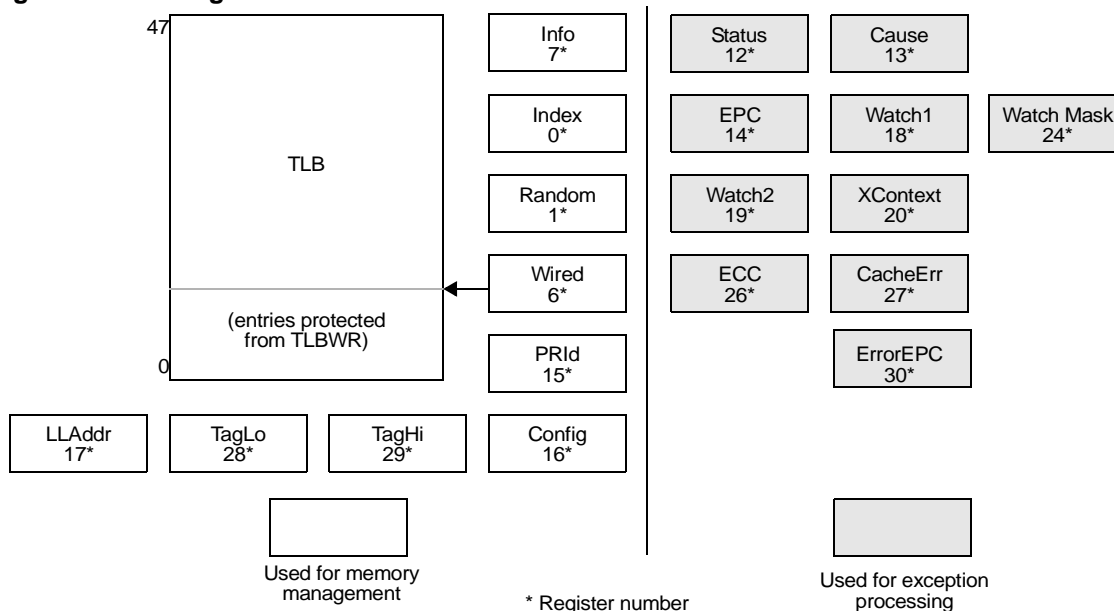 47
TLB
(entries protected
from TLBWR)
0
Info
7*
Index
0*
Random
1*
Wired
6*
PRId
15*
LLAddr
17*
TagLo
28*
TagHi
29*
Config
16*
Used for memory
management
* Register number
Status
12*
Cause
13*
EPC
14*
Watch1
18*
Watch Mask
24*
Watch2
19*
XContext
20*
ECC
26*
CacheErr
27*
ErrorEPC
30*
Used for exception
processing